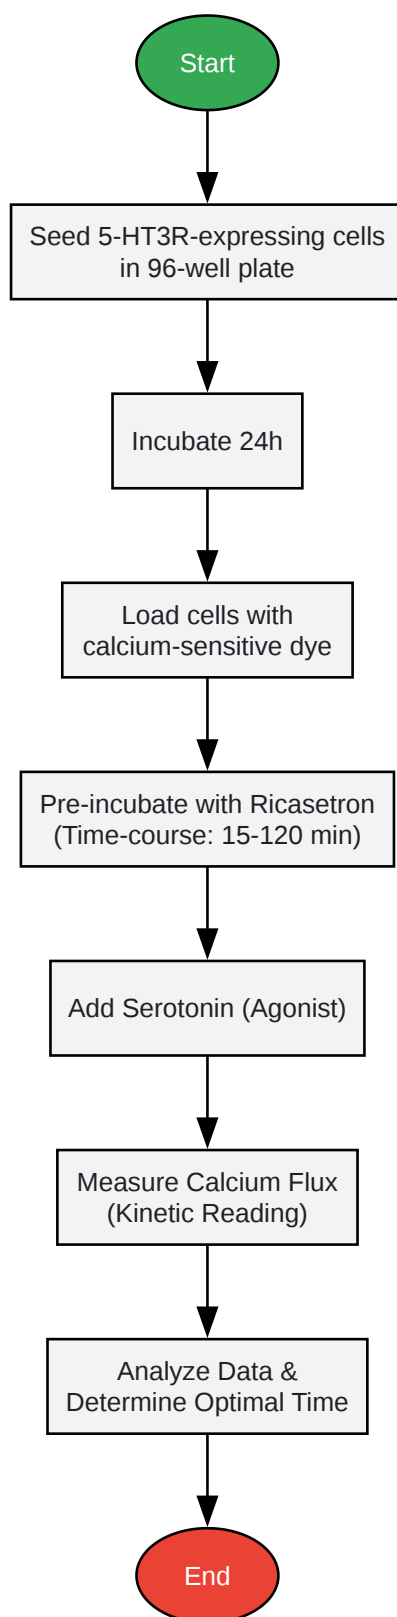 Start
Seed 5-HT3R-expressing cells
in 96-well plate
Incubate 24h
Load cells with
calcium-sensitive dye
Pre-incubate with Ricasetron
(Time-course: 15-120 min)
Add Serotonin (Agonist)
Measure Calcium Flux
(Kinetic Reading)
Analyze Data &
Determine Optimal Time
End